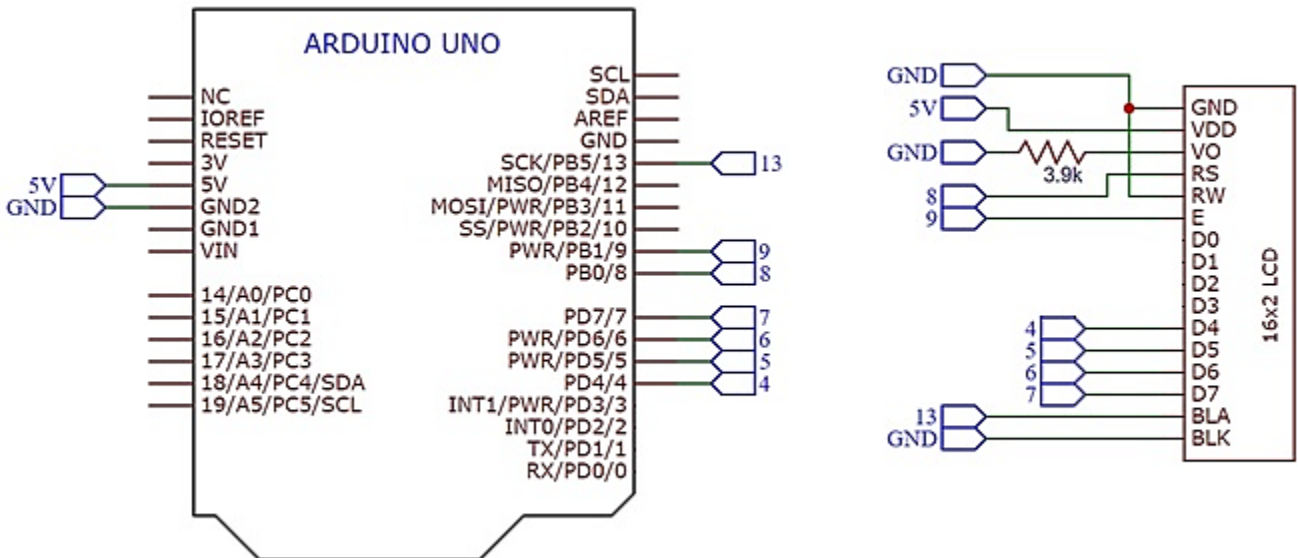 ARDUINO UNO
NC
IOREF
RESET
3V
5V
GND2
GND1
VIN
14/A0/PC0
15/A1/PC1
16/A2/PC2
17/A3/PC3
18/A4/PC4/SDA
19/A5/PC5/SCL
5V
GND
SCL
SDA
AREF
GND
SCK/PB5/13
MISO/PB4/12
MOSI/PWR/PB3/11
SS/PWR/PB2/10
PWR/PB1/9
PB0/8
PD7/7
PWR/PD6/6
PWR/PD5/5
PD4/4
INT1/PWR/PD3/3
INT0/PD2/2
TX/PD1/1
RX/PD0/0
13
9
8
7
6
5
4
GND
5V
GND
3.9k
8
9
4
5
6
7
13
GND
GND
VDD
VO
RS
RW
E
D0
D1
D2
D3
D4
D5
D6
D7
BLA
BLK
16x2 LCD